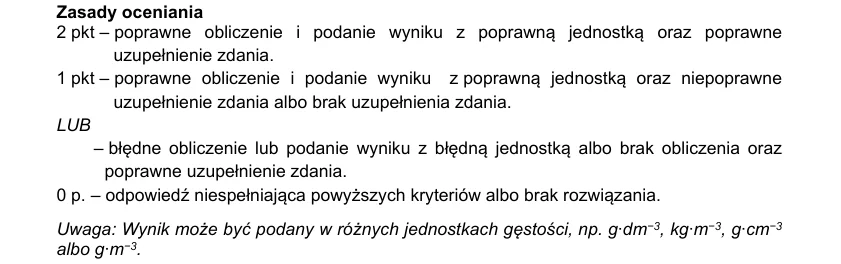 Zasady oceniania
2 pkt – poprawne obliczenie i podanie wyniku z poprawną jednostką oraz poprawne
uzupełnienie zdania.
1 pkt – poprawne obliczenie i podanie wyniku z poprawną jednostką oraz niepoprawne
uzupełnienie zdania albo brak uzupełnienia zdania.
LUB
– błędne obliczenie lub podanie wyniku z błędną jednostką albo brak obliczenia oraz
poprawne uzupełnienie zdania.
0 p. – odpowiedź niespełniająca powyższych kryteriów albo brak rozwiązania.
Uwaga: Wynik może być podany w różnych jednostkach gęstości, np. g·dm⁻³, kg·m⁻³, g·cm⁻³
albo g·m⁻³.